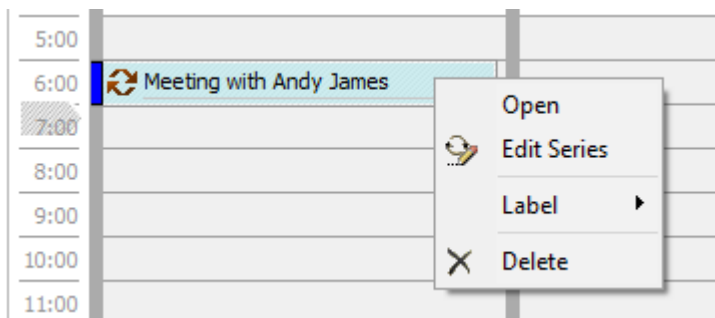 5:00
6:00 Meeting with Andy James
7:00
8:00
9:00
10:00
11:00
Open
Edit Series
Label
Delete